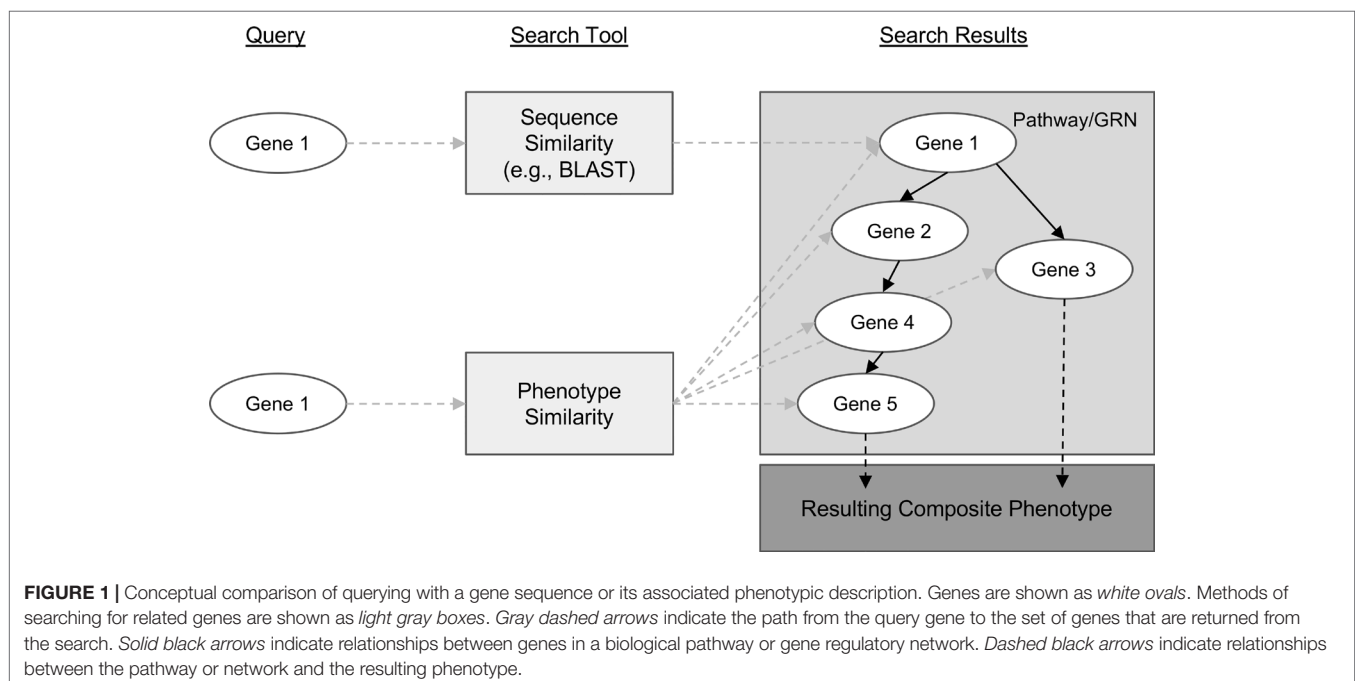 Query
Search Tool
Search Results
Gene 1
Sequence
Similarity
(e.g., BLAST)
Pathway/GRN
Gene 1
Gene 2
Gene 3
Gene 4
Gene 1
Phenotype
Similarity
Gene 5
Resulting Composite Phenotype
FIGURE 1 | Conceptual comparison of querying with a gene sequence or its associated phenotypic description. Genes are shown as white ovals. Methods of
searching for related genes are shown as light gray boxes. Gray dashed arrows indicate the path from the query gene to the set of genes that are returned from
the search. Solid black arrows indicate relationships between genes in a biological pathway or gene regulatory network. Dashed black arrows indicate relationships
between the pathway or network and the resulting phenotype.